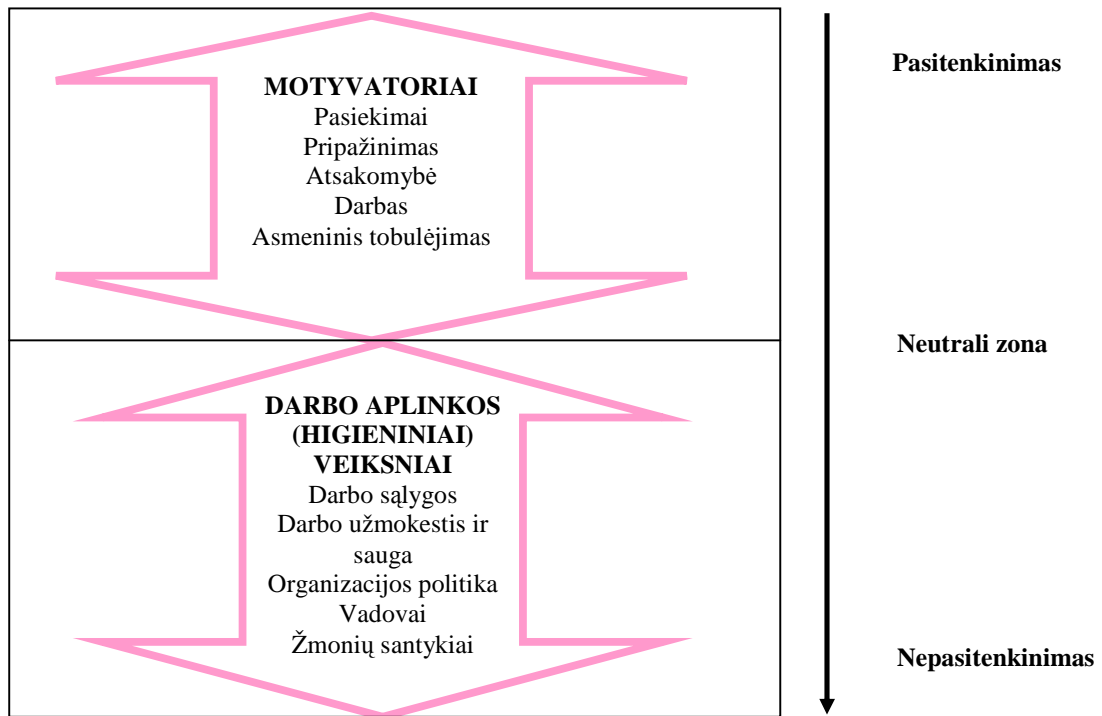 MOTYVATORIAI
Pasiekimai
Pripažinimas
Atsakomybė
Darbas
Asmeninis tobulėjimas
DARBO APLINKOS
(HIGIENINIAI)
VEIKSNIAI
Darbo sąlygos
Darbo užmokestis ir
sauga
Organizacijos politika
Vadovai
Žmonių santykiai
Pasitenkinimas
Neutrali zona
Nepasitenkinimas